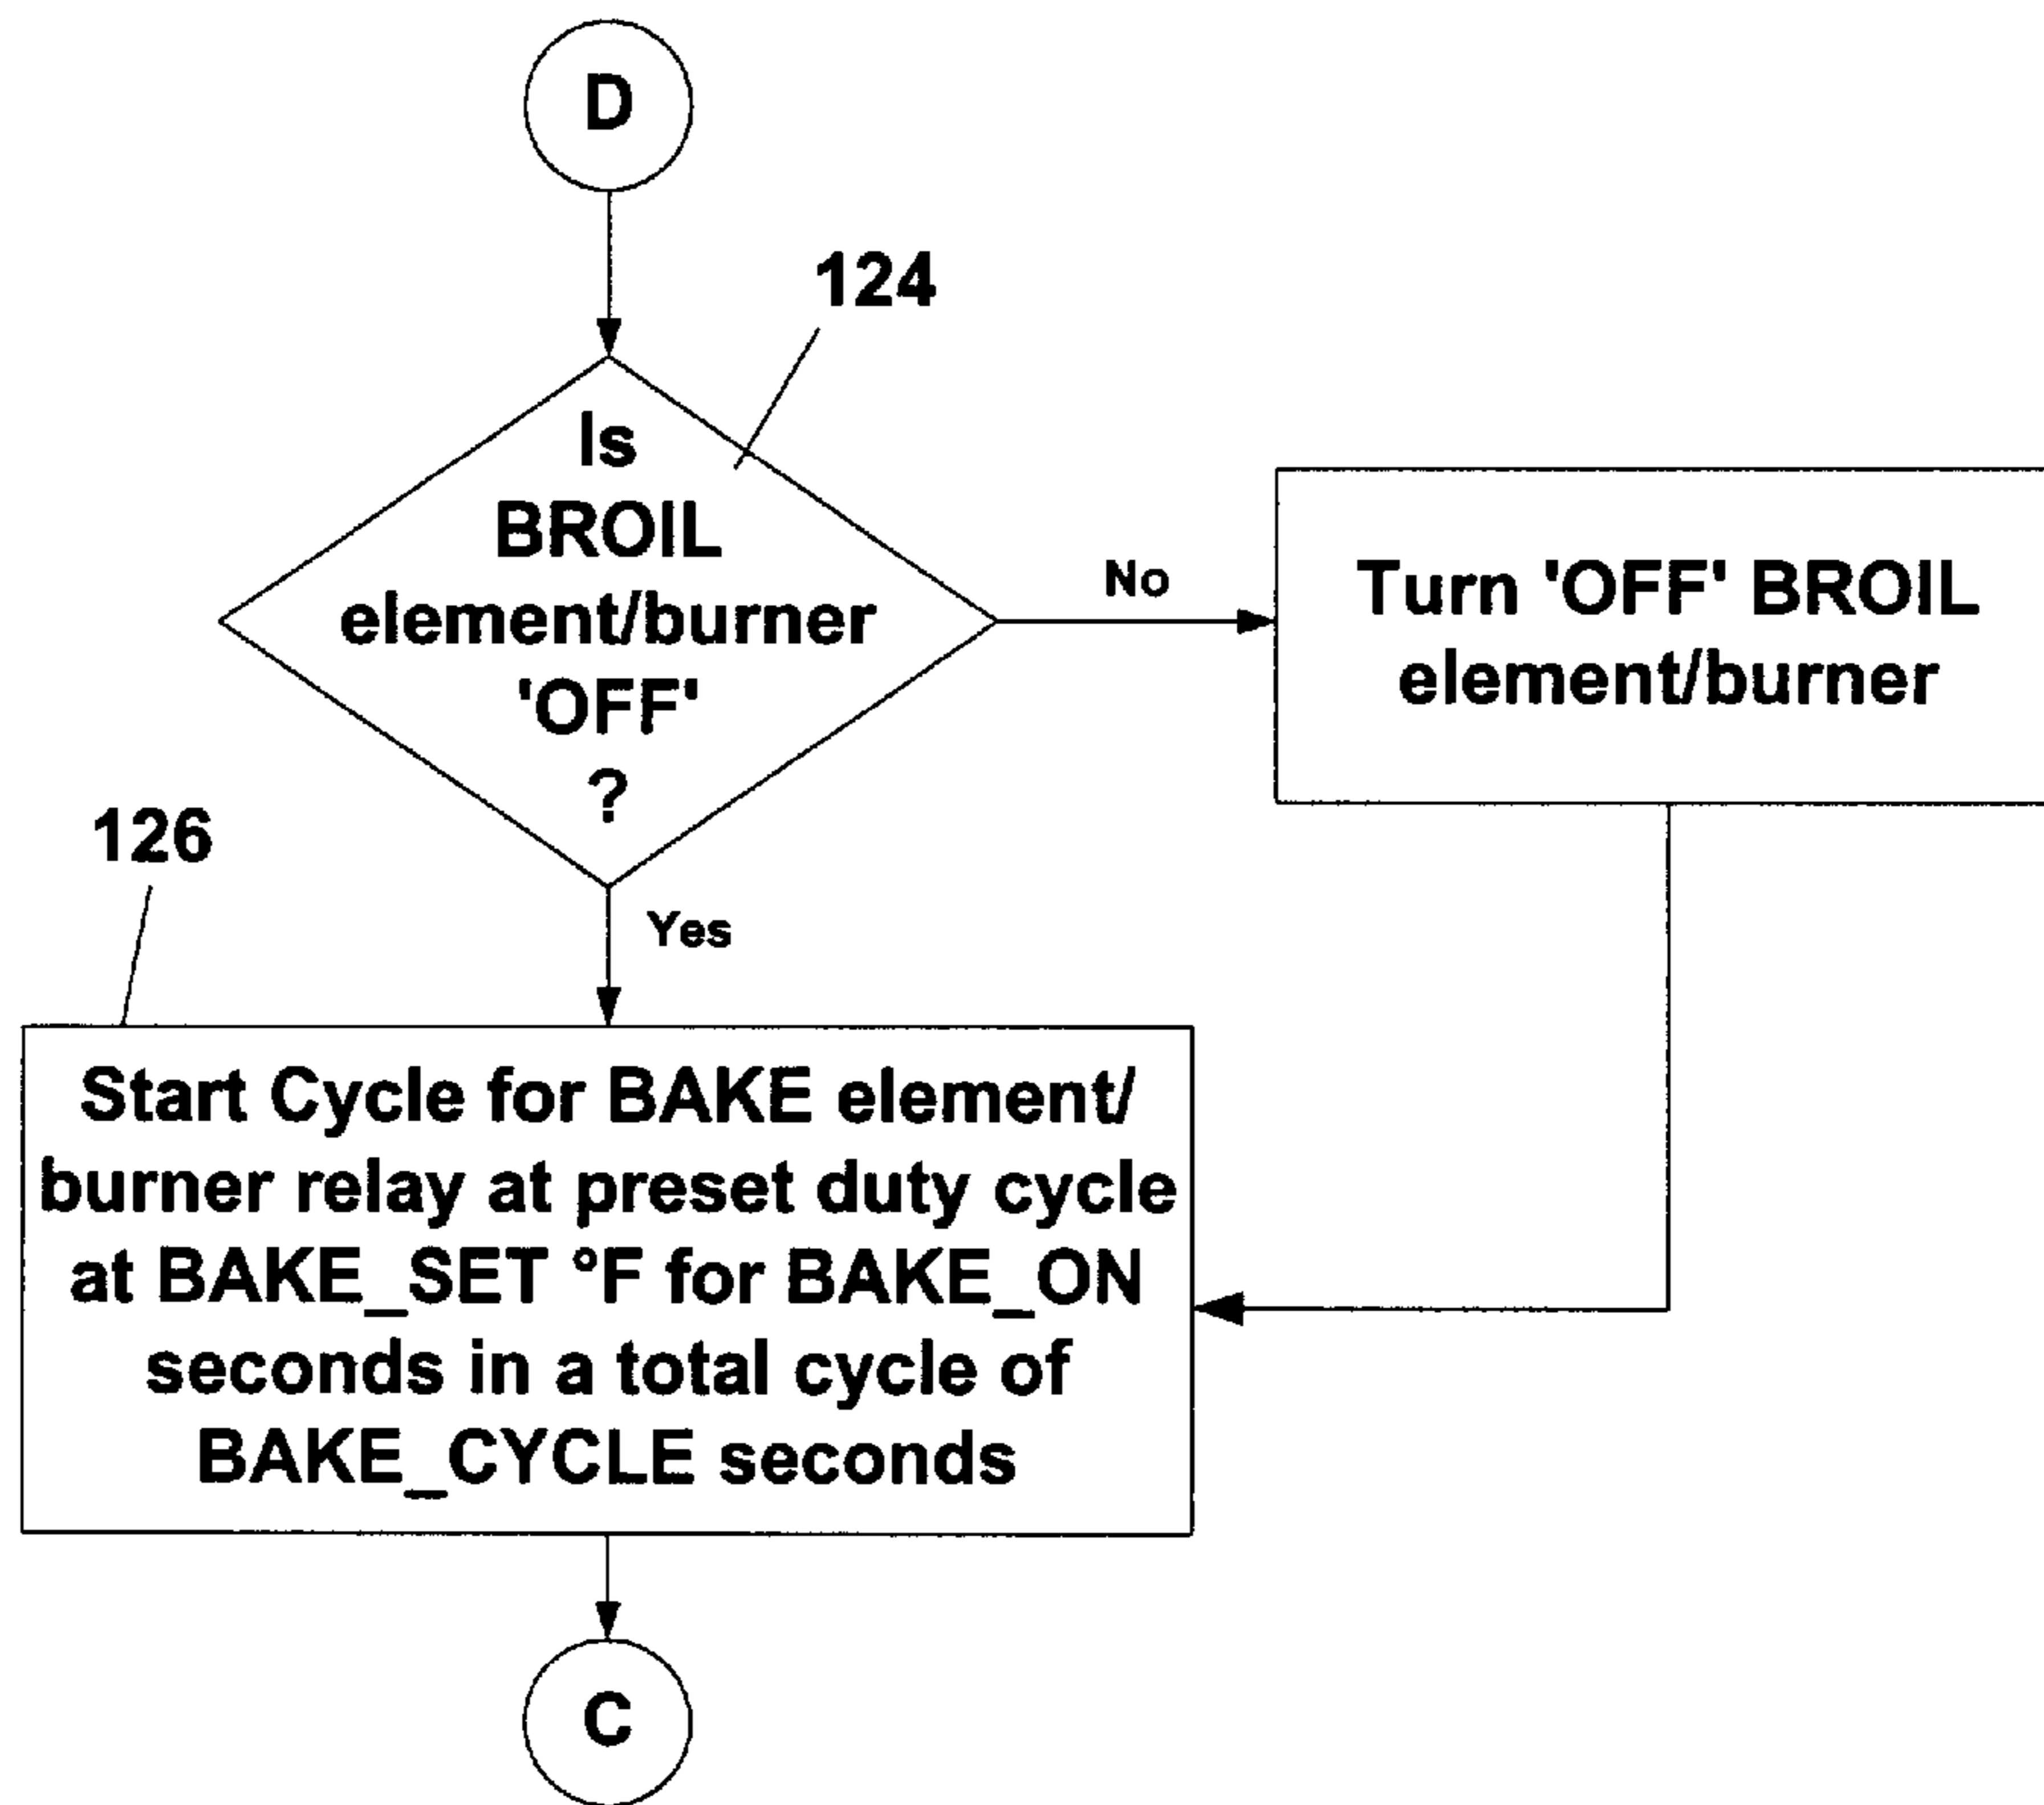 D
124
Is
BROIL
element/burner
'OFF'
?
No
Turn 'OFF' BROIL
element/burner
126
Yes
Start Cycle for BAKE element/
burner relay at preset duty cycle
at BAKE_SET °F for BAKE_ON
seconds in a total cycle of
BAKE_CYCLE seconds
C